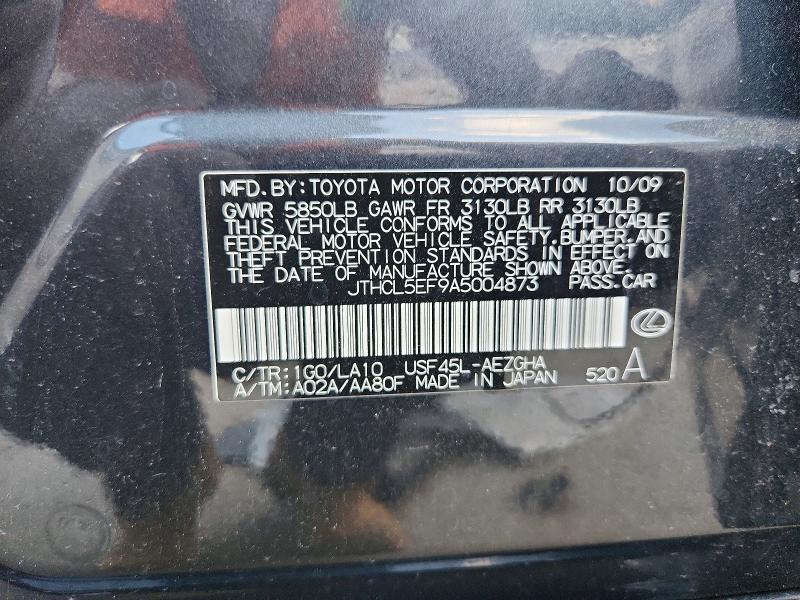 MFD.BY:TOYOTA MOTOR CORPORATION 10/09
GVWR 5850LB GAWR FR 3130LB RR 3130LB
THIS VEHICLE CONFORMS TO ALL APPLICABLE
FEDERAL MOTOR VEHICLE SAFETY,BUMPER,AND
THEFT PREVENTION STANDARDS IN EFFECT ON
THE DATE OF MANUFACTURE SHOWN ABOVE.
JTHCL5EF9A5004873 PASS.CAR
C/TR:1G0/LA10 USF45L-AEZGHA
A/TM:A02A/AA80F MADE IN JAPAN 520 A